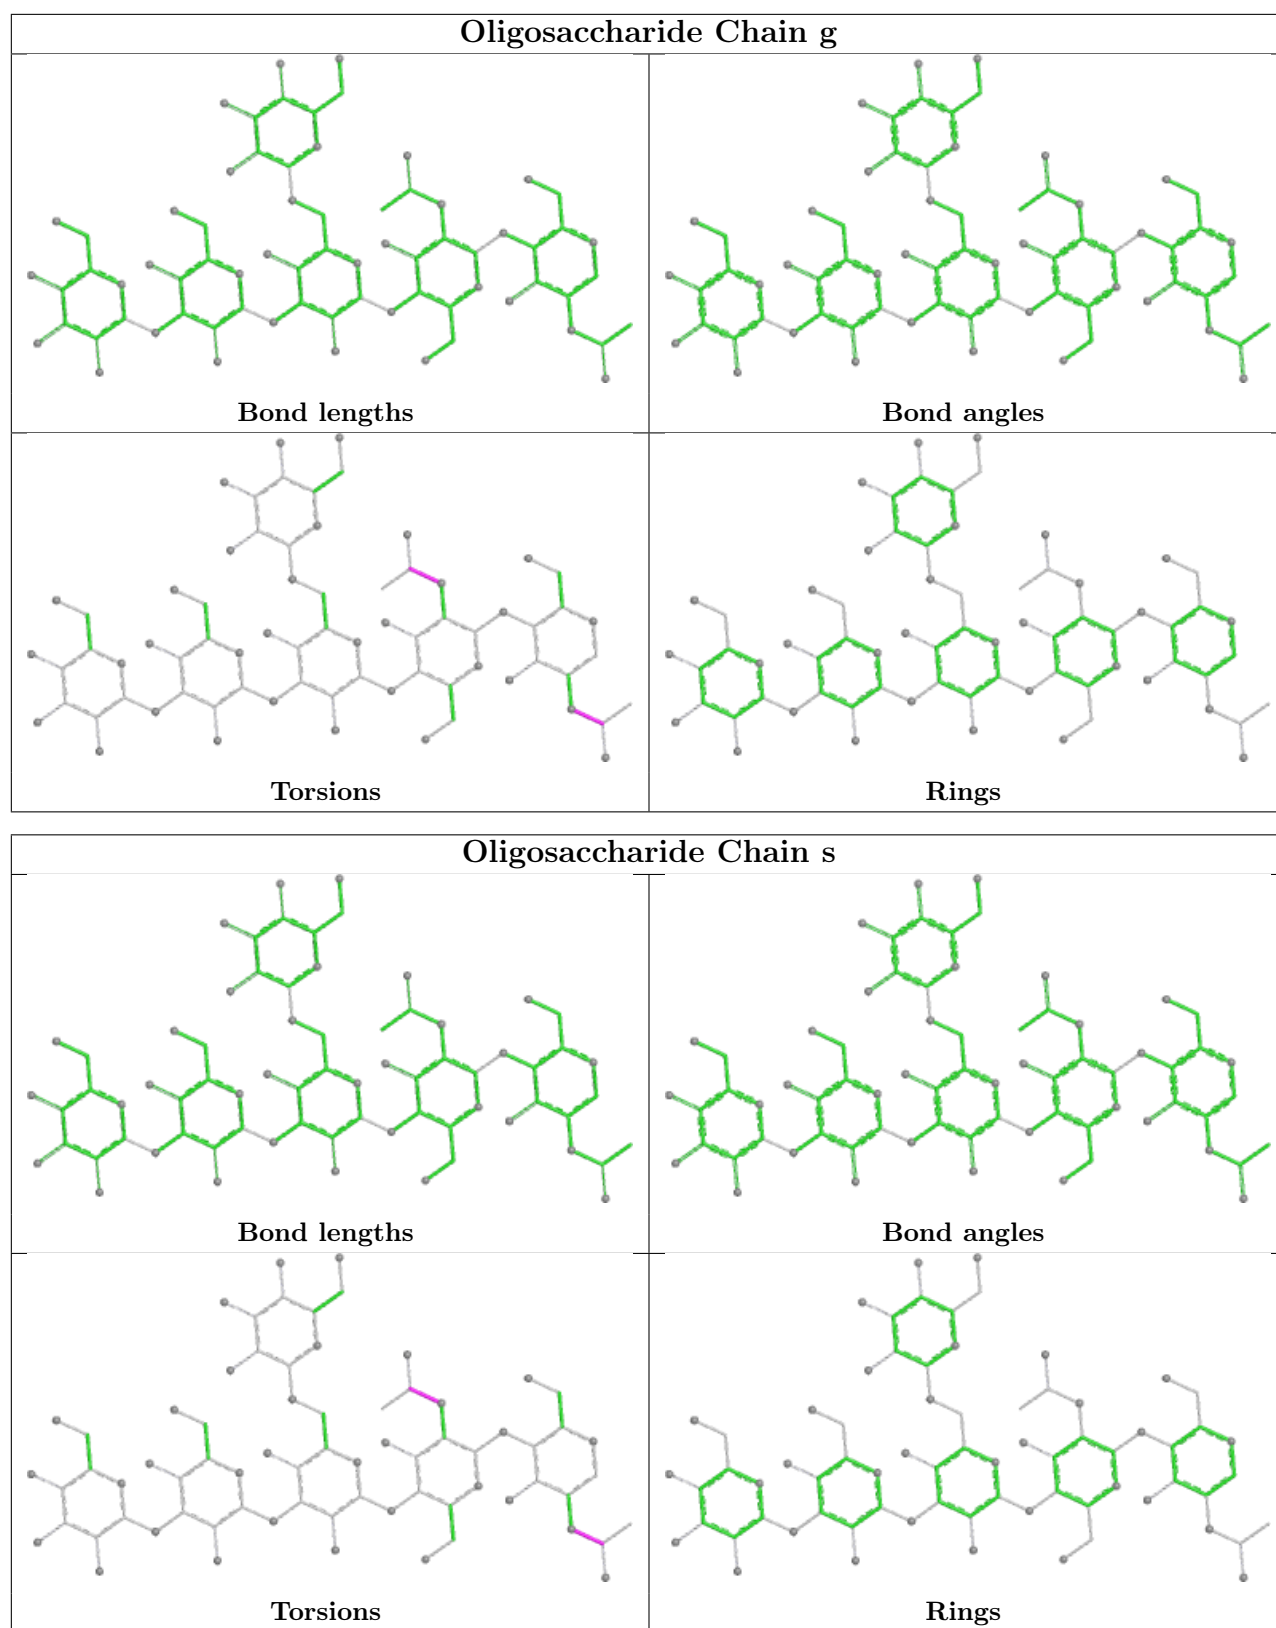 Oligosaccharide Chain g
Bond lengths
Bond angles
Torsions
Rings
Oligosaccharide Chain s
Bond lengths
Bond angles
Torsions
Rings